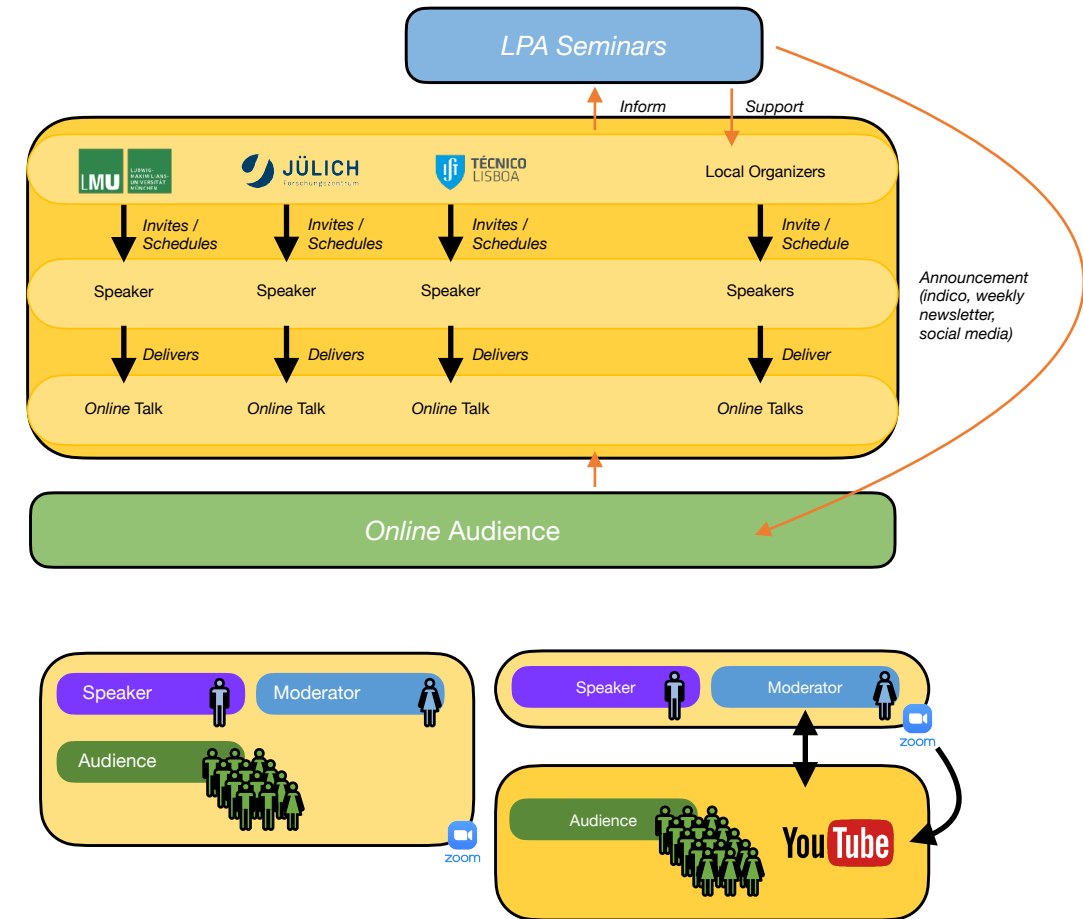 LPA Seminars
Inform
Support
LMU
LUDWIG-
MAXIMILIANS-
UNIVERSITÄT
MÜNCHEN
JÜLICH
Forschungszentrum
TÉCNICO
LISBOA
Local Organizers
Invites /
Schedules
Invites /
Schedules
Invites /
Schedules
Invite /
Schedule
Speaker
Speaker
Speaker
Speakers
Announcement
(indico, weekly
newsletter,
social media)
Delivers
Delivers
Delivers
Deliver
Online Talk
Online Talk
Online Talk
Online Talks
Online Audience
Speaker
Moderator
Audience
zoom
Speaker
Moderator
zoom
Audience
YouTube